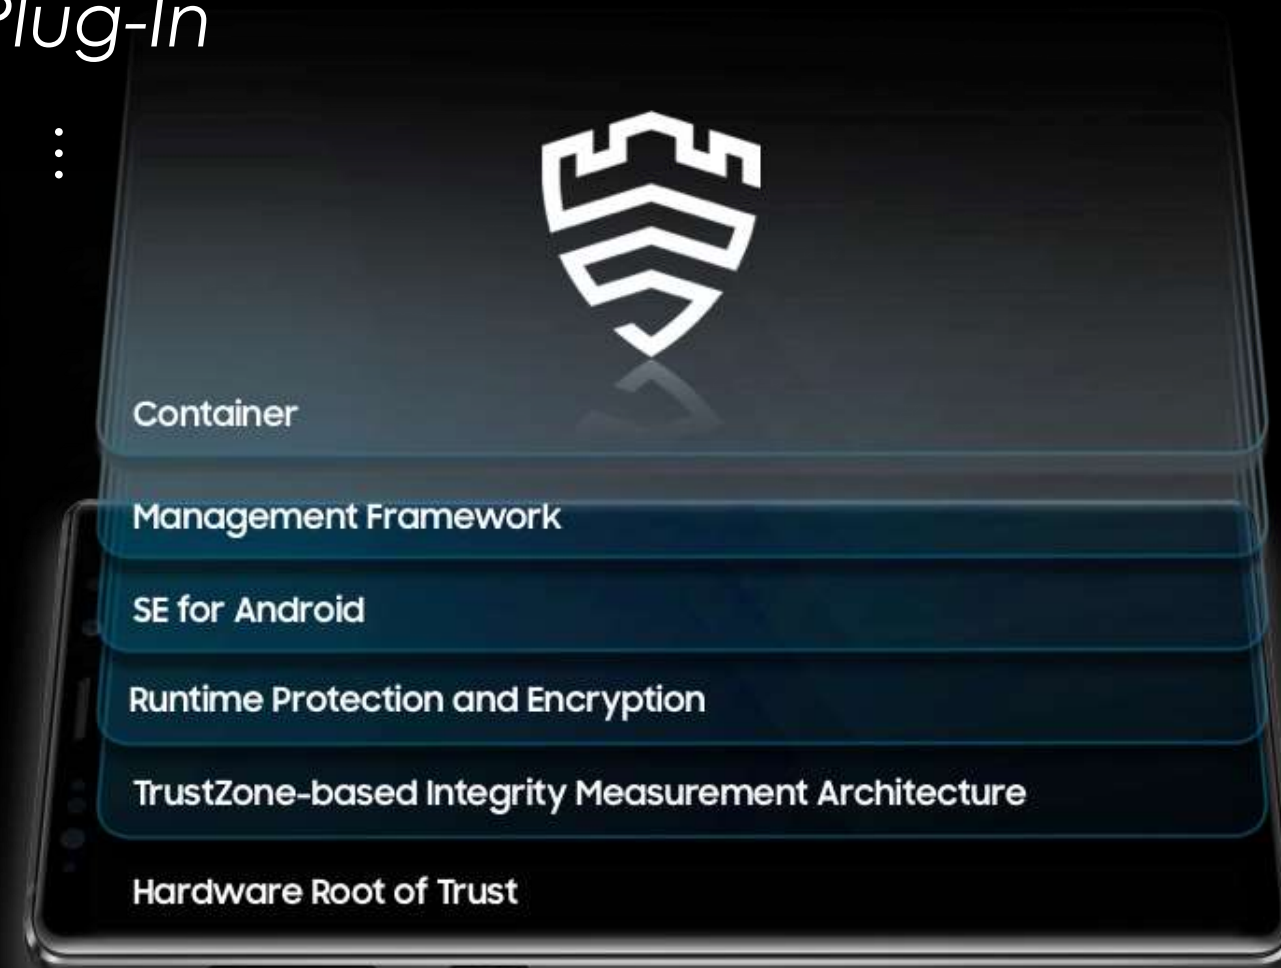 Plug-In
Container
Management Framework
SE for Android
Runtime Protection and Encryption
TrustZone-based Integrity Measurement Architecture
Hardware Root of Trust